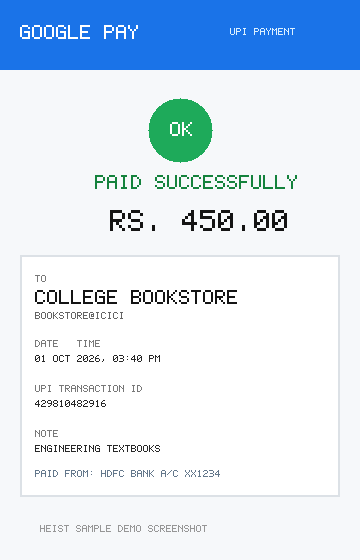 GOOGLE PAY
UPI PAYMENT
OK
PAID SUCCESSFULLY
RS. 450.00
TO
COLLEGE BOOKSTORE
BOOKSTORE@ICICI
DATE TIME
01 OCT 2026, 03:40 PM
UPI TRANSACTION ID
429810482916
NOTE
ENGINEERING TEXTBOOKS
PAID FROM: HDFC BANK A/C XX1234
HEIST SAMPLE DEMO SCREENSHOT